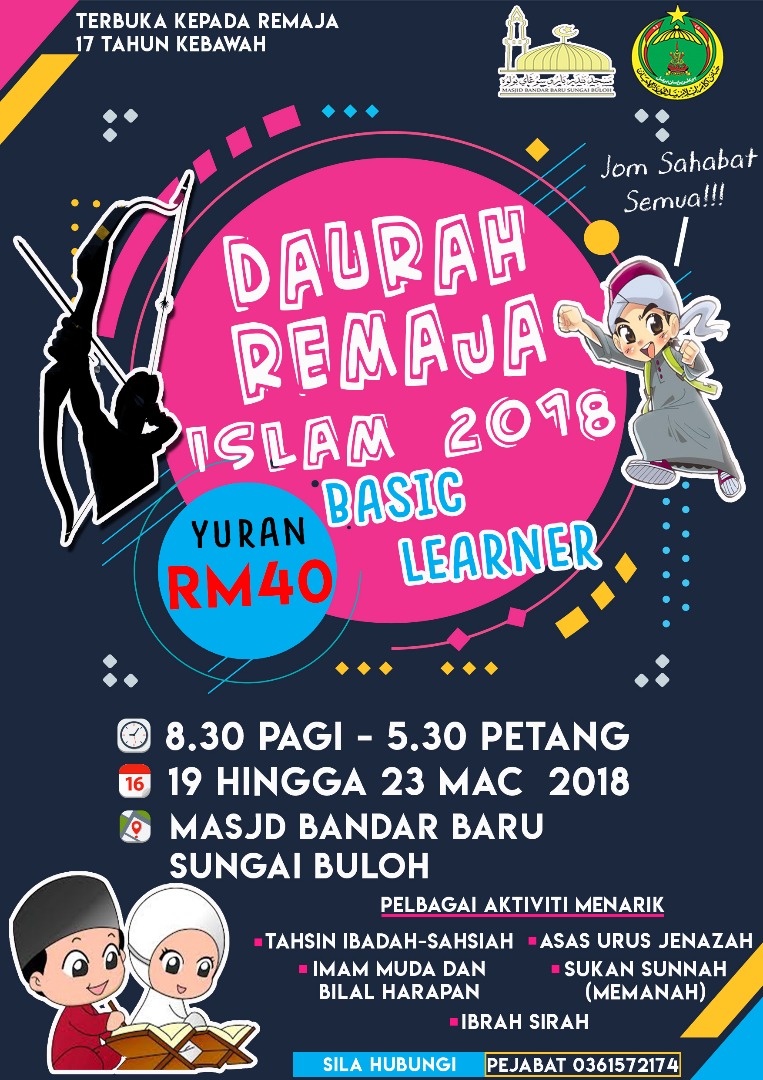 TERBUKA KEPADA REMAJA
17 TAHUN KEBAWAH
MASJID BANDAR BARU SUNGAI BULOH
Jom Sahabat
Semua!!!
DAURAH
REMAJA
ISLAM 2018
BASIC
LEARNER
YURAN
RM40
8.30 PAGI - 5.30 PETANG
16
19 HINGGA 23 MAC 2018
MASJD BANDAR BARU
SUNGAI BULOH
PELBAGAI AKTIVITI MENARIK
TAHSIN IBADAH-SAHSIAH
ASAS URUS JENAZAH
IMAM MUDA DAN
BILAL HARAPAN
SUKAN SUNNAH
(MEMANAH)
IBRAH SIRAH
SILA HUBUNGI
PEJABAT 0361572174